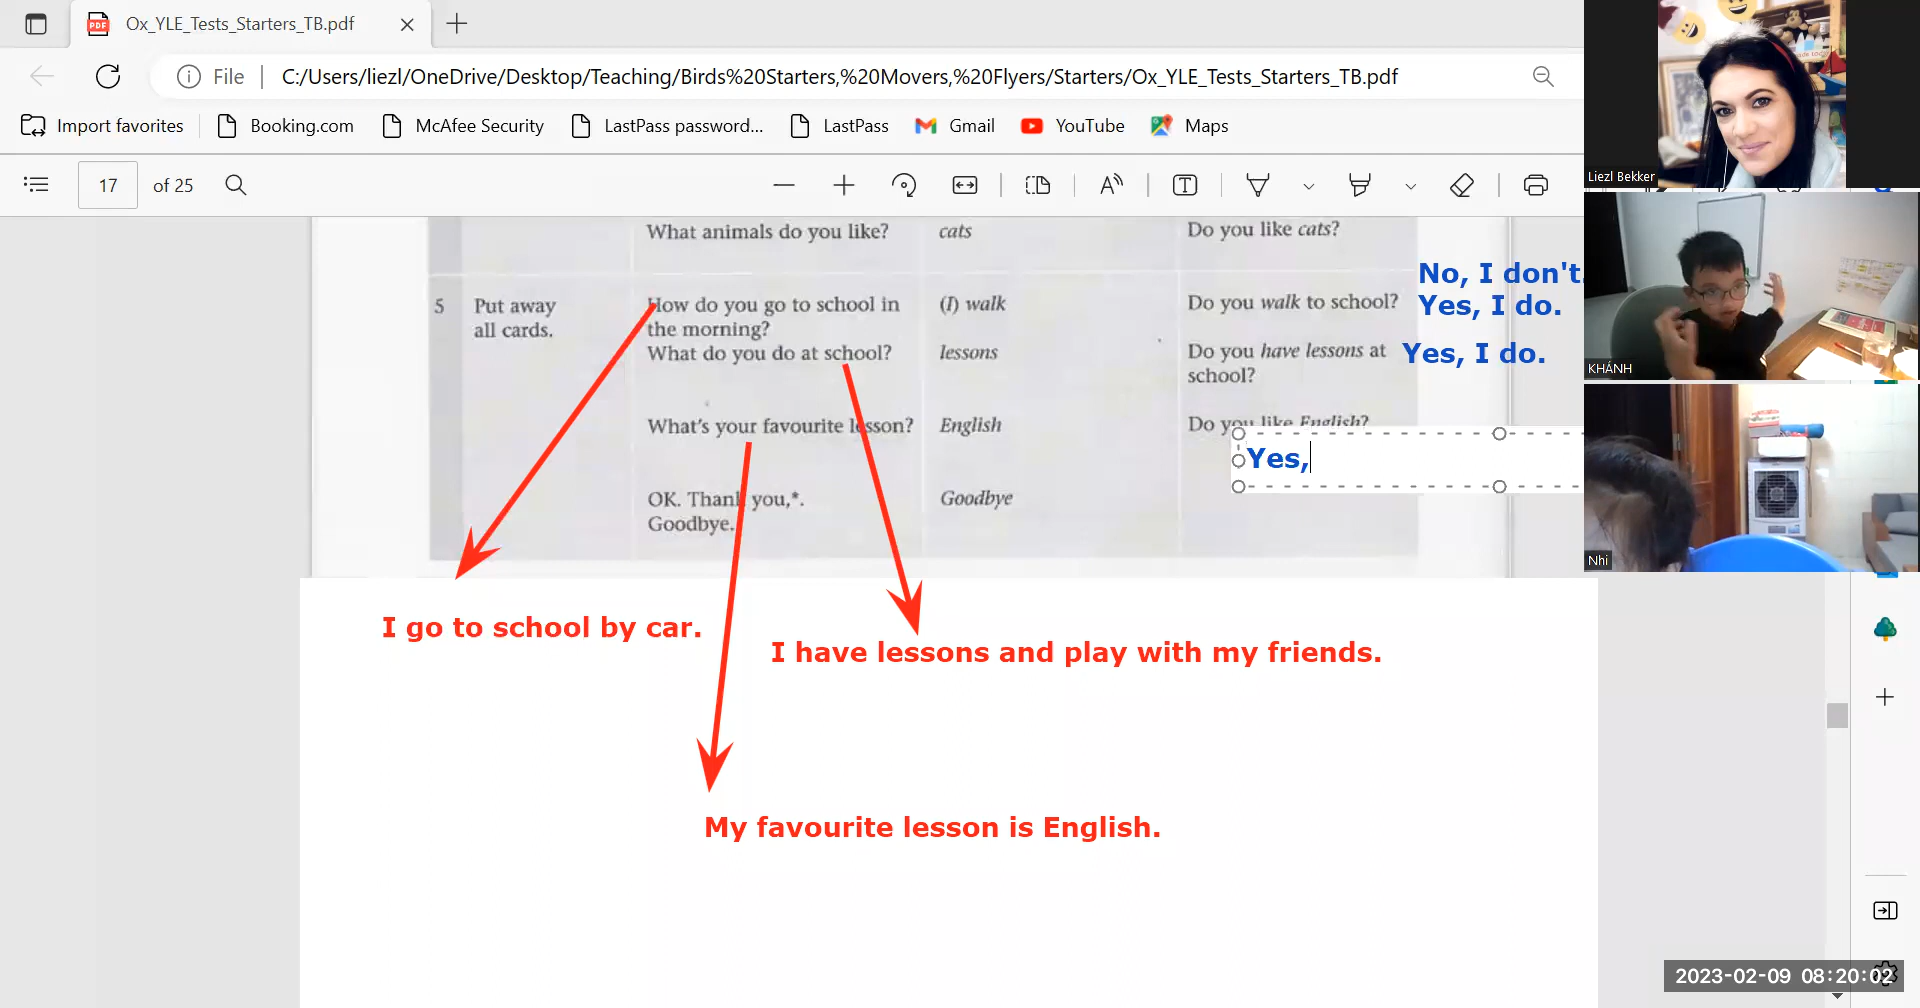 Ox_YLE_Tests_Starters_TB.pdf
File
C:/Users/liezl/OneDrive/Desktop/Teaching/Birds%20Starters,%20Movers,%20Flyers/Starters/Ox_YLE_Tests_Starters_TB.pdf
Import favorites
Booking.com
McAfee Security
LastPass password...
LastPass
Gmail
YouTube
Maps
17 of 25
Liezl Bekker
What animals do you like?
cats
Do you like cats?
No, I don't.
5
Put away
all cards.
How do you go to school in
the morning?
(I) walk
Do you walk to school?
Yes, I do.
What do you do at school?
lessons
Do you have lessons at
school?
Yes, I do.
KHÁNH
What's your favourite lesson?
English
Do you like English?
Yes,
OK. Thank you,*.
Goodbye.
Goodbye
Nhi
I go to school by car.
I have lessons and play with my friends.
My favourite lesson is English.
2023-02-09 08:20:02